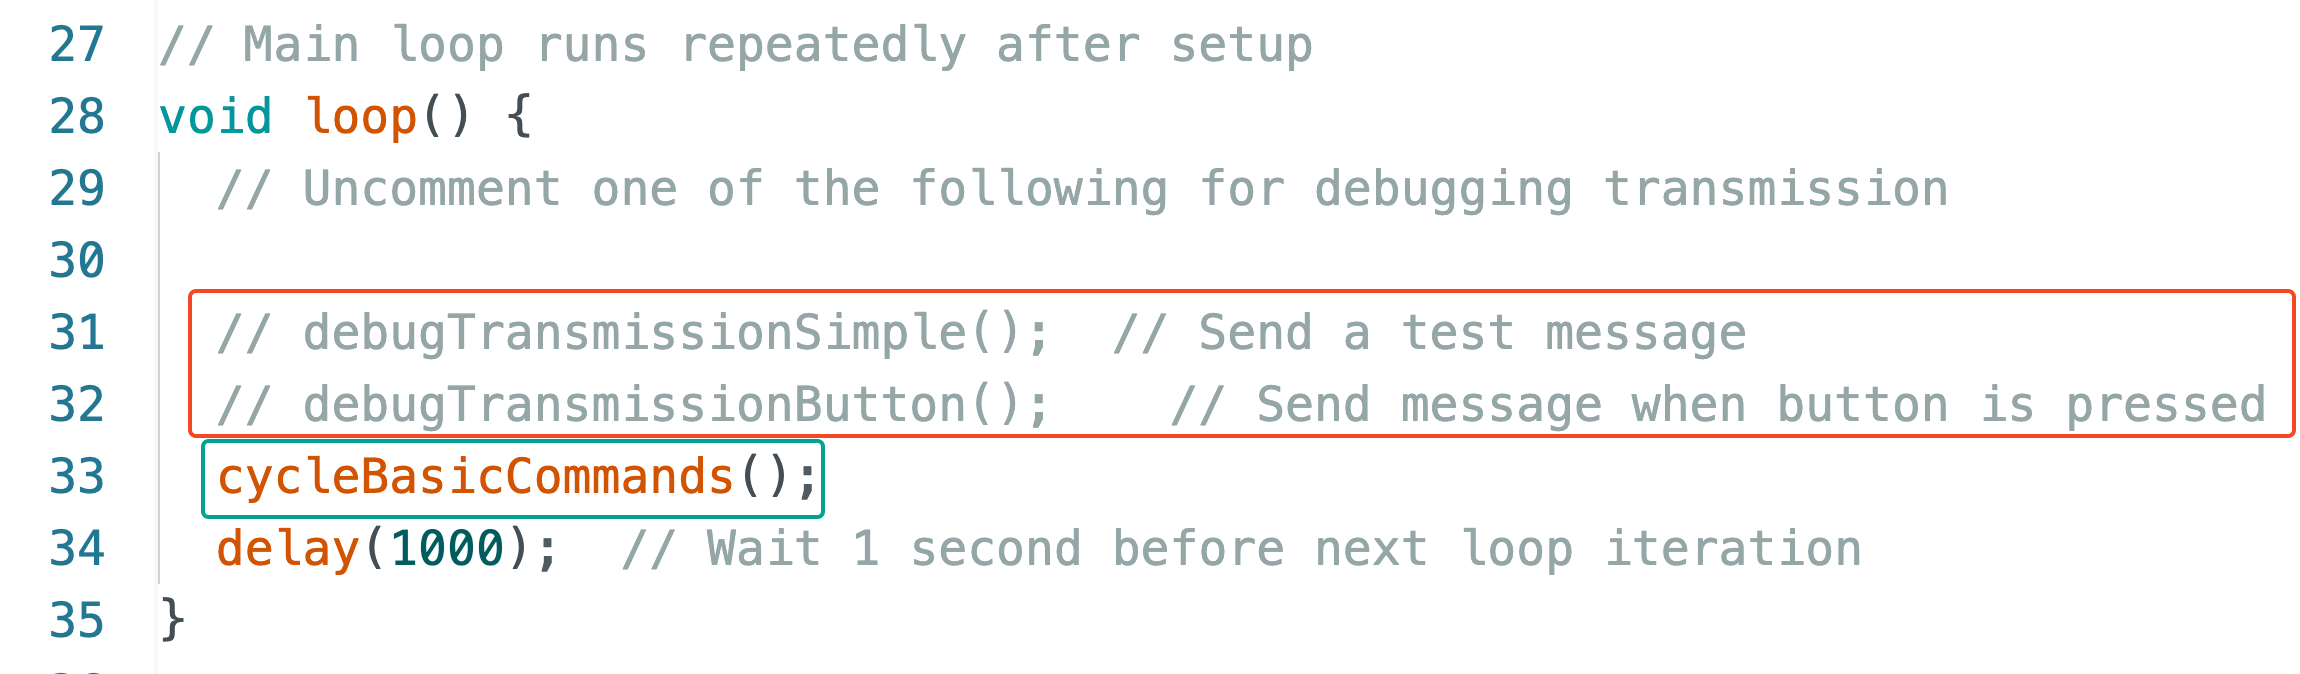 27 // Main loop runs repeatedly after setup
28 void loop() {
29 // Uncomment one of the following for debugging transmission
30
31 // debugTransmissionSimple(); // Send a test message
32 // debugTransmissionButton(); // Send message when button is pressed
33 cycleBasicCommands();
34 delay(1000); // Wait 1 second before next loop iteration
35 }